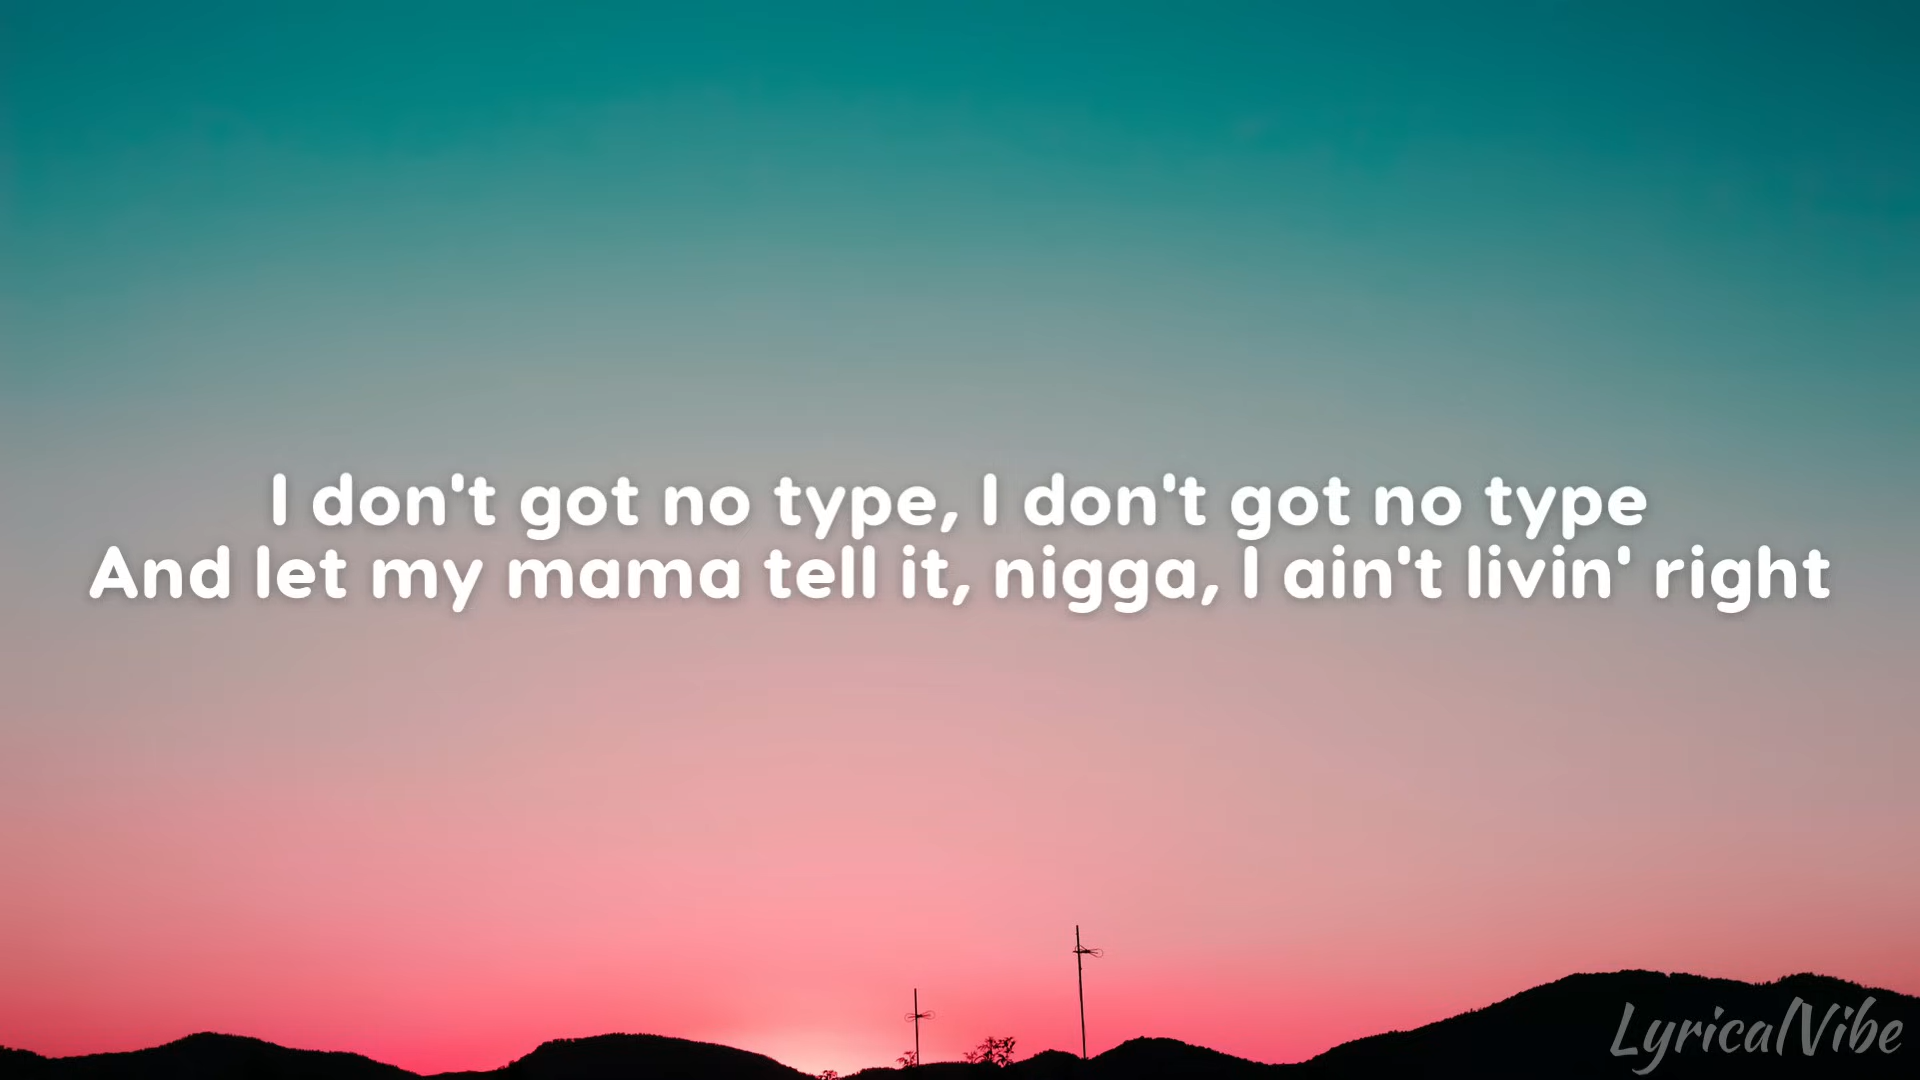 I don't got no type, I don't got no type
And let my mama tell it, nigga, I ain't livin' right
LyricalVibe